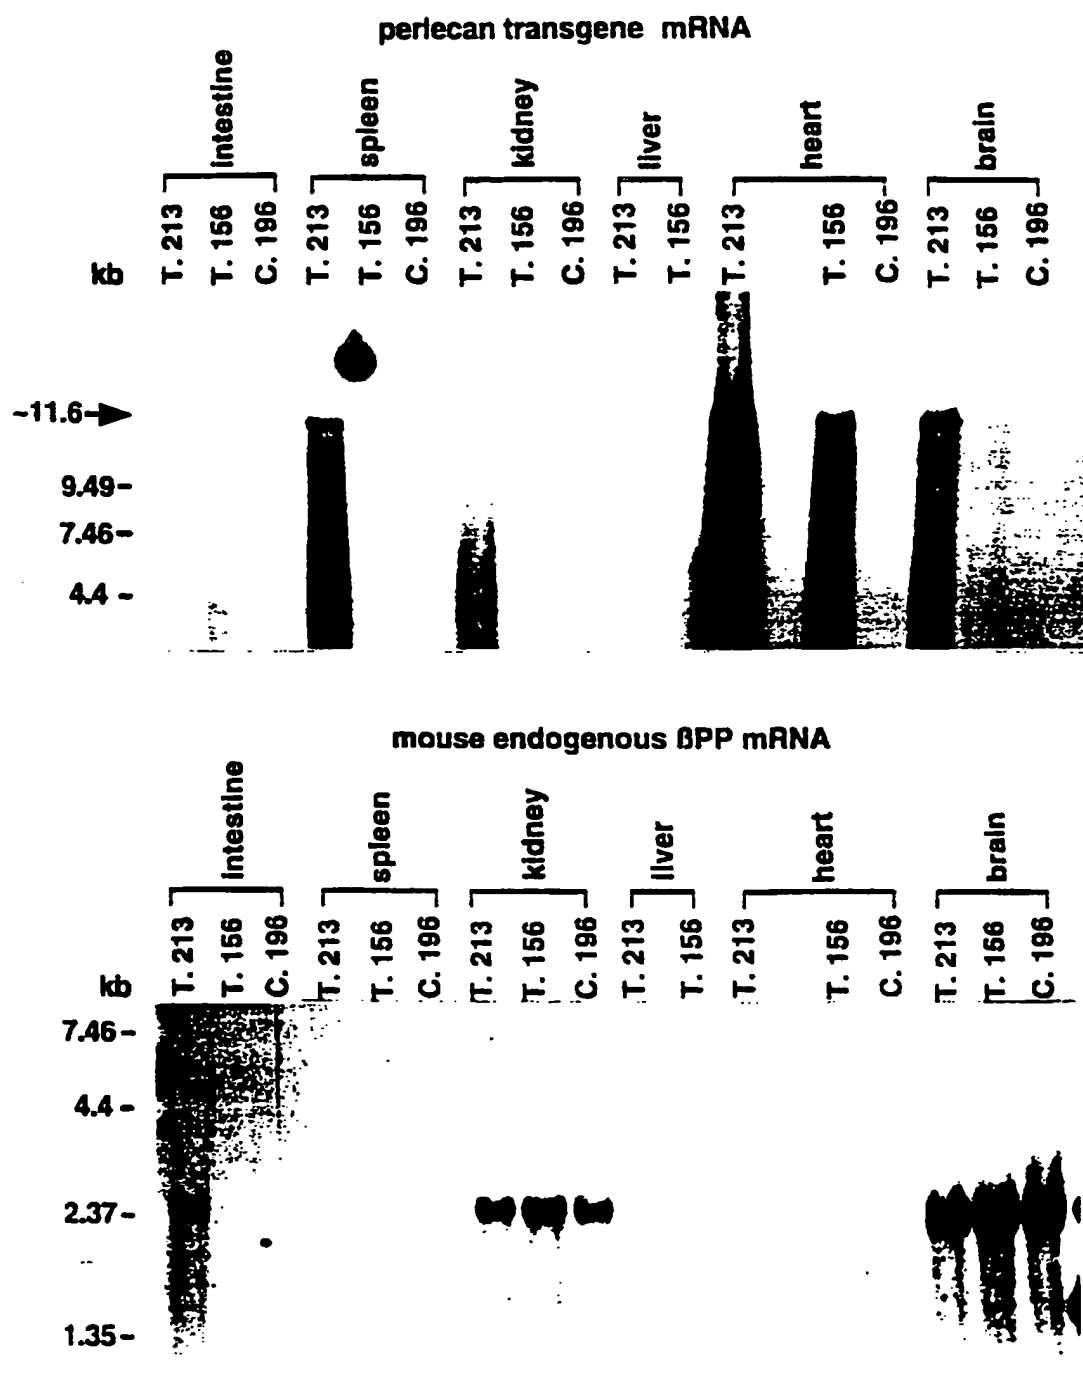 perlecan transgene mRNA
intestine spleen kidney liver heart brain
kb T. 213 T. 156 C. 196 T. 213 T. 156 C. 196 T. 213 T. 156 C. 196 T. 213 T. 156 T. 213 T. 156 C. 196 T. 213 T. 156 C. 196
~11.6
9.49-
7.46-
4.4 -
mouse endogenous βPP mRNA
intestine spleen kidney liver heart brain
kb T. 213 T. 156 C. 196 T. 213 T. 156 C. 196 T. 213 T. 156 C. 196 T. 213 T. 156 T. 213 T. 156 C. 196 T. 213 T. 156 C. 196
7.46-
4.4 -
2.37-
1.35-